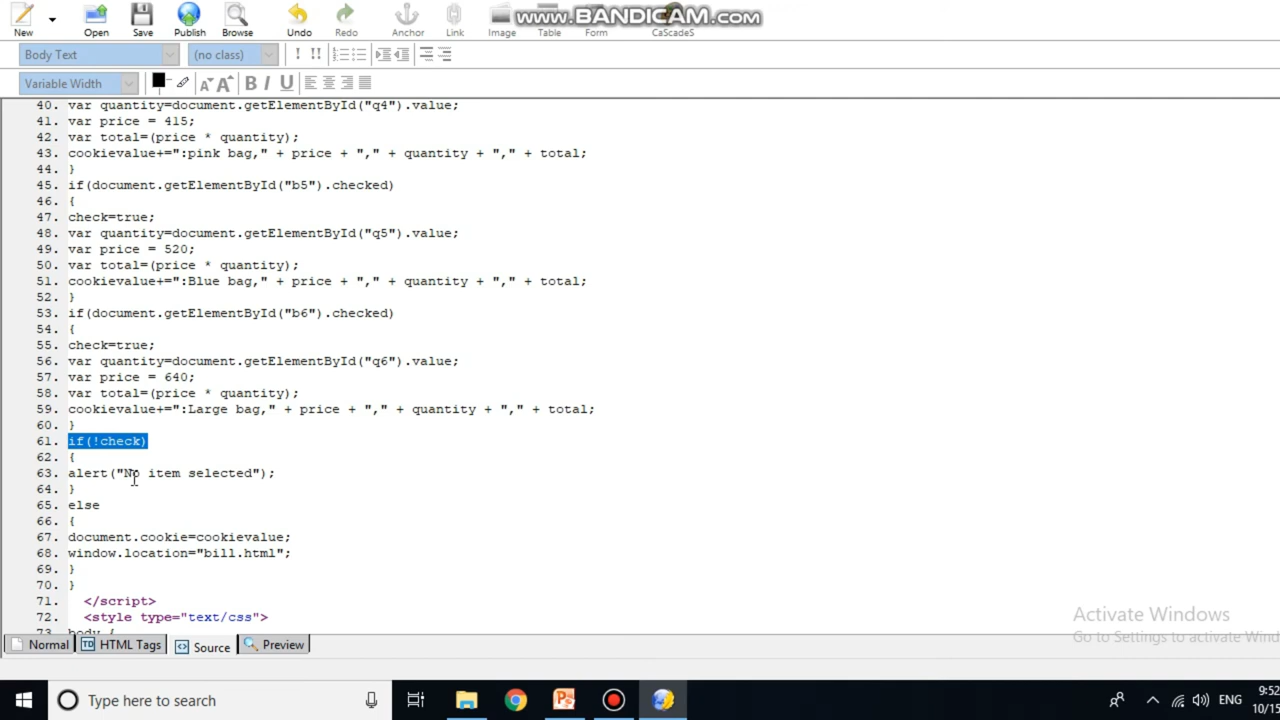 www.BANDICAM.com
New Open Save Publish Browse Undo Redo Anchor Link Image Table Form CaScadeS
Body Text (no class) ! !!
Variable Width B I U
40. var quantity=document.getElementById("q4").value;
41. var price = 415;
42. var total=(price * quantity);
43. cookievalue+=":pink bag," + price + "," + quantity + "," + total;
44. }
45. if(document.getElementById("b5").checked)
46. {
47. check=true;
48. var quantity=document.getElementById("q5").value;
49. var price = 520;
50. var total=(price * quantity);
51. cookievalue+=":Blue bag," + price + "," + quantity + "," + total;
52. }
53. if(document.getElementById("b6").checked)
54. {
55. check=true;
56. var quantity=document.getElementById("q6").value;
57. var price = 640;
58. var total=(price * quantity);
59. cookievalue+=":Large bag," + price + "," + quantity + "," + total;
60. }
61. if(!check)
62. {
63. alert("No item selected");
64. }
65. else
66. {
67. document.cookie=cookievalue;
68. window.location="bill.html";
69. }
70. }
71. </script>
72. <style type="text/css">
73. body {
Activate Windows
Go to Settings to activate Wind
Normal TD HTML Tags Source Preview
Type here to search ENG 9:52
10/15